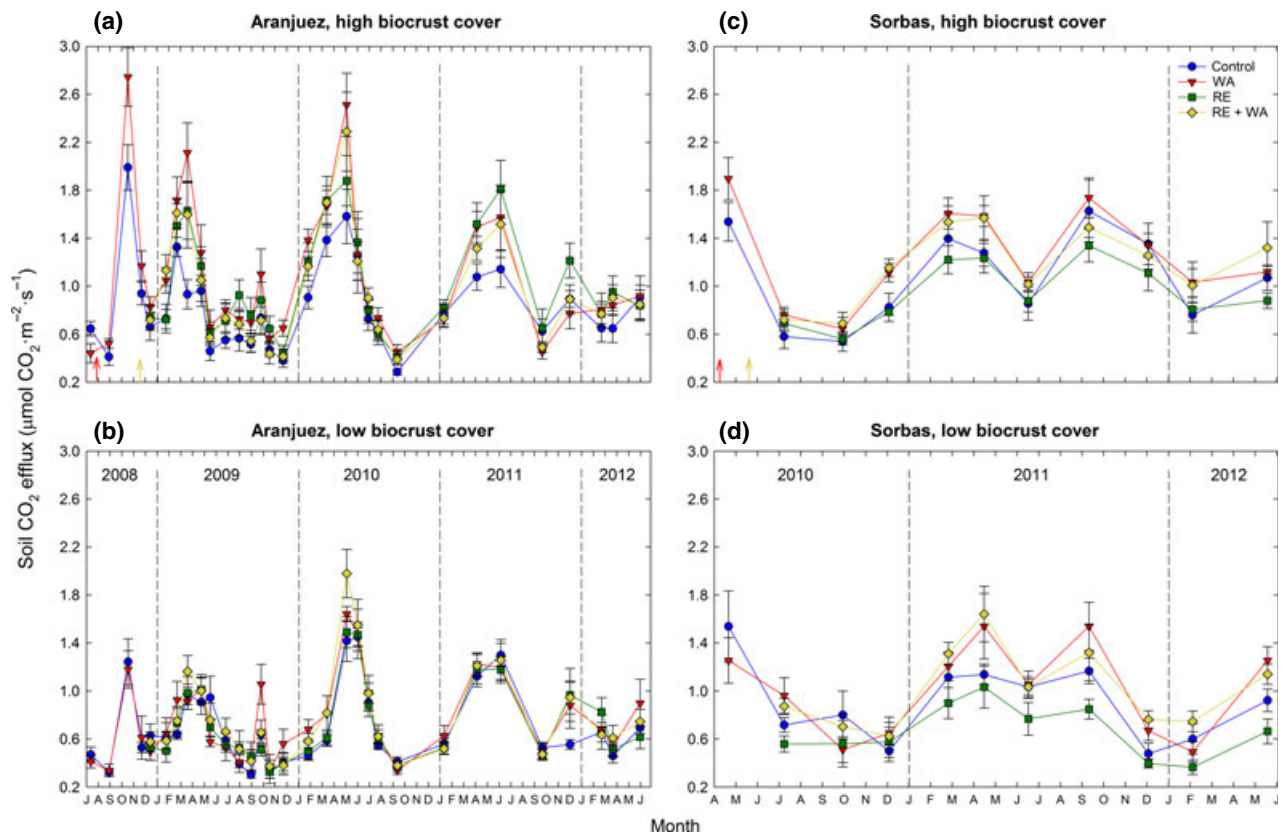 (a) Aranjuez, high biocrust cover
(c) Sorbas, high biocrust cover
3.0
2.6
2.2
1.8
1.4
1.0
0.6
0.2
Control
WA
RE
RE + WA
3.0
2.6
2.2
1.8
1.4
1.0
0.6
0.2
(b) Aranjuez, low biocrust cover
(d) Sorbas, low biocrust cover
Soil CO₂ efflux (μmol CO₂·m⁻²·s⁻¹)
3.0
2.6
2.2
1.8
1.4
1.0
0.6
0.2
2008 2009 2010 2011 2012
3.0
2.6
2.2
1.8
1.4
1.0
0.6
0.2
2010 2011 2012
J A S O N D J F M A M J J A S O N D J F M A M J J A S O N D J F M A M J J A S O N D J F M A M J
A M J J A S O N D J F M A M J J A S O N D J F M A M J
Month